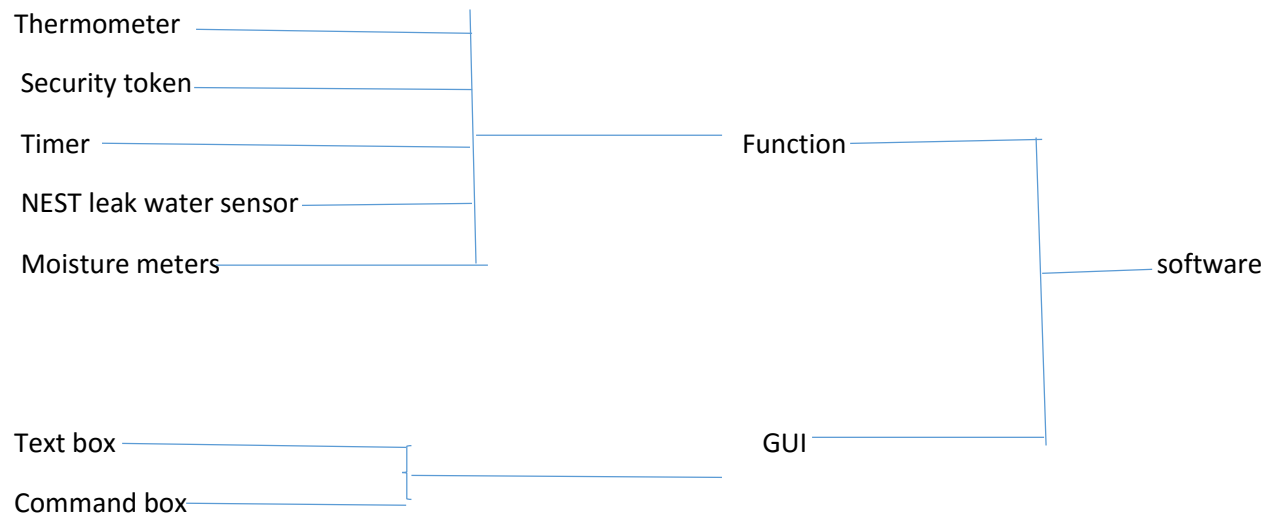 Thermometer
Security token
Timer
Function
NEST leak water sensor
Moisture meters
software
Text box
GUI
Command box